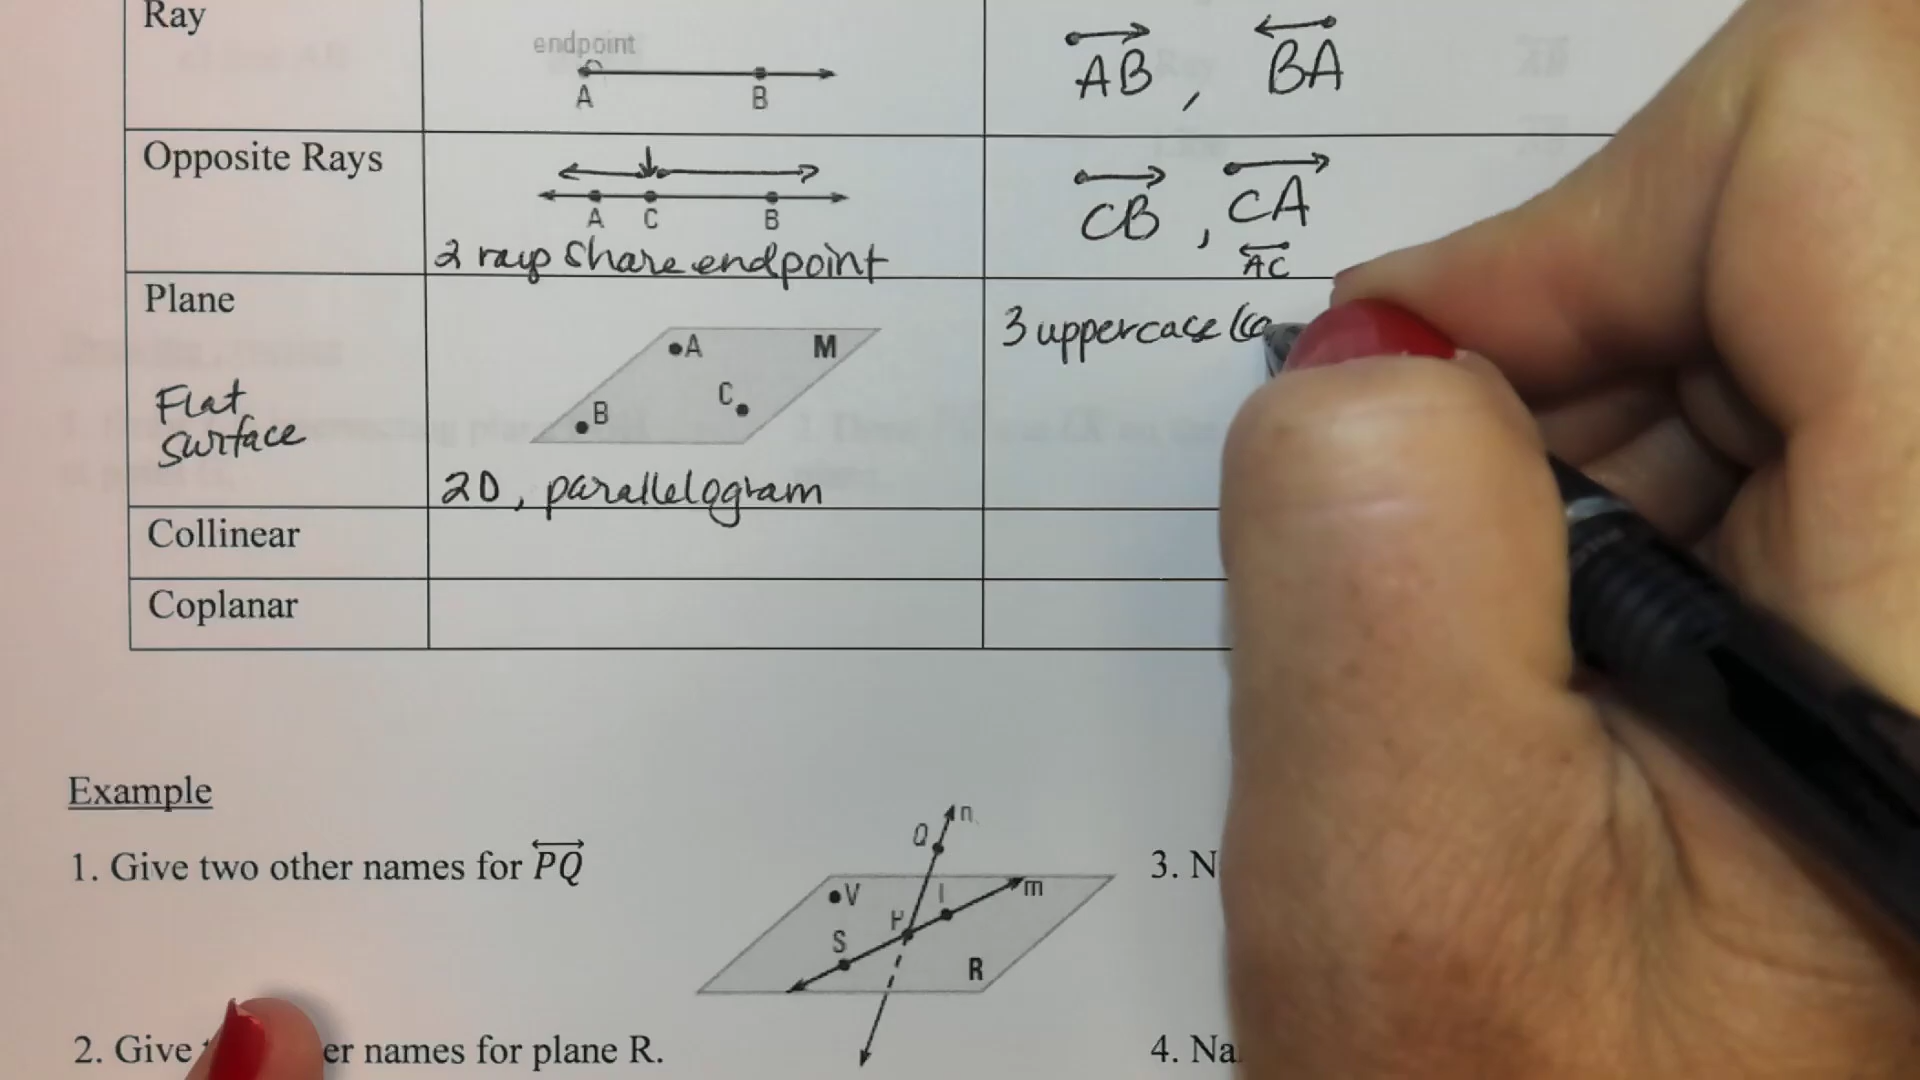 Ray
endpoint
A B
AB , BA
Opposite Rays
A C B
2 rays share endpoint
CB , CA
AC
Plane
Flat
surface
A M
B C
2D, parallelogram
3 uppercase
Collinear
Coplanar
Example
1. Give two other names for PQ
2. Give er names for plane R.
Q n
V I m
S P
R
3. N
4. Na